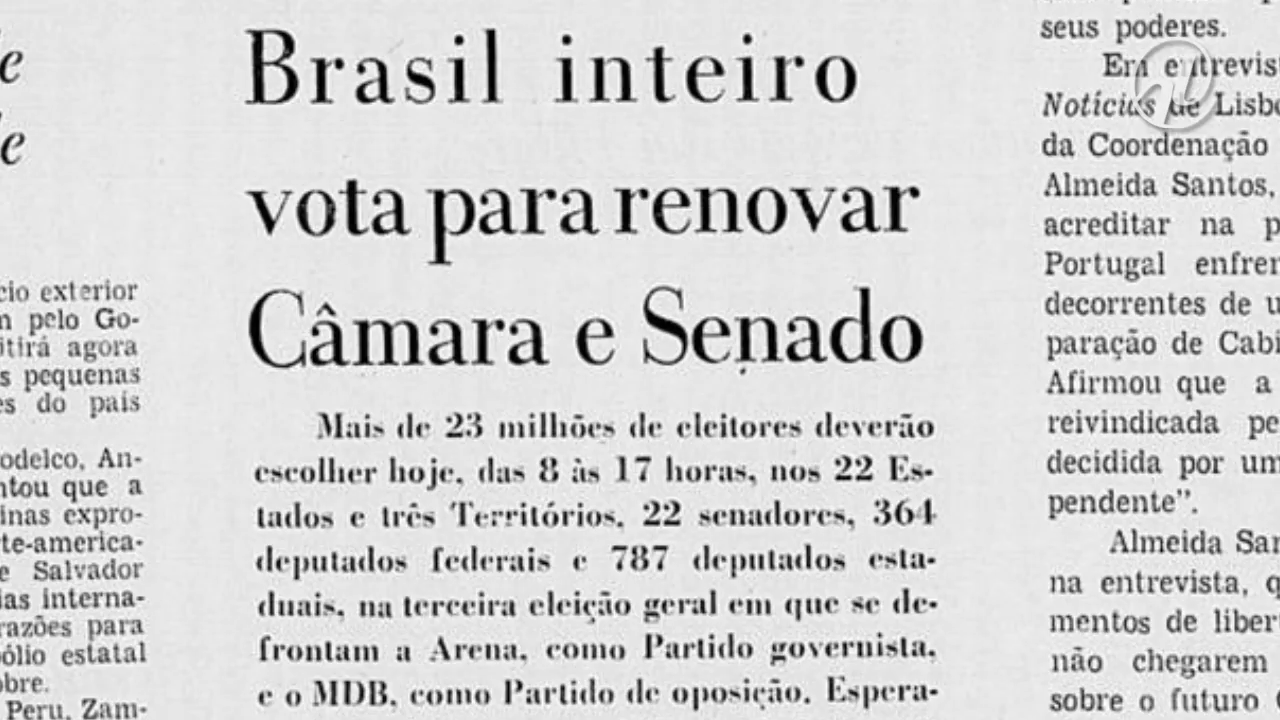 de
de
cio exterior
m pelo Go-
itirá agora
s pequenas
es do país
odelco, An-
ntou que a
inas expro-
rte-america-
e Salvador
ias interna-
razões para
pólio estatal
obre.
Peru, Zam-
Brasil inteiro
vota para renovar
Câmara e Senado
Mais de 23 milhões de eleitores deverão
escolher hoje, das 8 às 17 horas, nos 22 Es-
tados e três Territórios, 22 senadores, 364
deputados federais e 787 deputados esta-
duais, na terceira eleição geral em que se de-
frontam a Arena, como Partido governista,
e o MDB, como Partido de oposição. Espera-
seus poderes.
Em entrevist
Notícias de Lisbo
da Coordenação
Almeida Santos,
acreditar na p
Portugal enfren
decorrentes de u
paração de Cabi
Afirmou que a
reivindicada pe
decidida por um
pendente".
Almeida San
na entrevista, q
mentos de liber
não chegarem
sobre o futuro